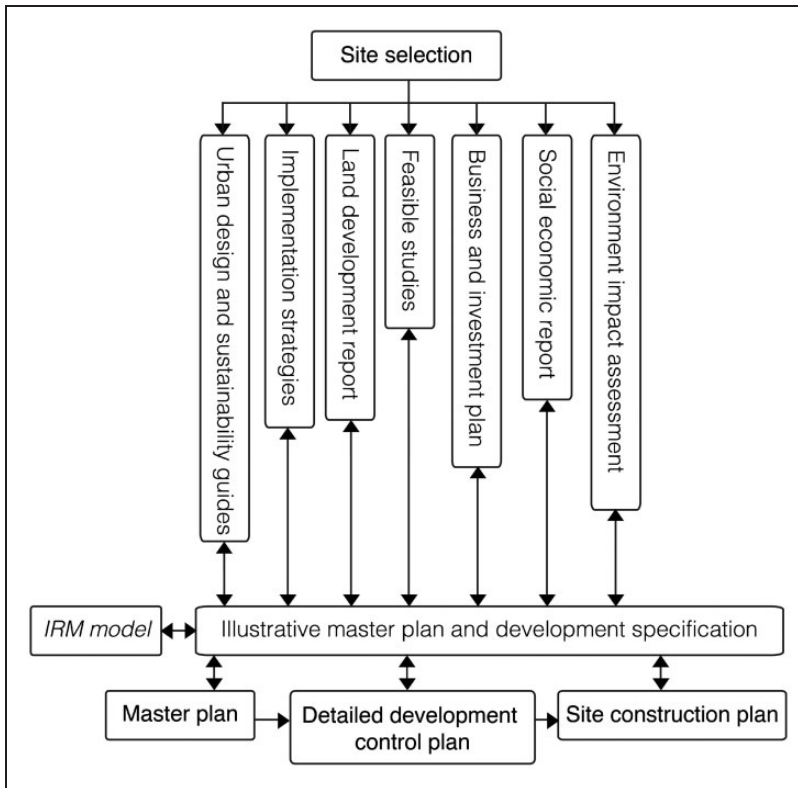 Site selection
Urban design and sustainability guides
Implementation strategies
Land development report
Feasible studies
Business and investment plan
Social economic report
Environment impact assessment
IRM model
Illustrative master plan and development specification
Master plan
Detailed development
control plan
Site construction plan